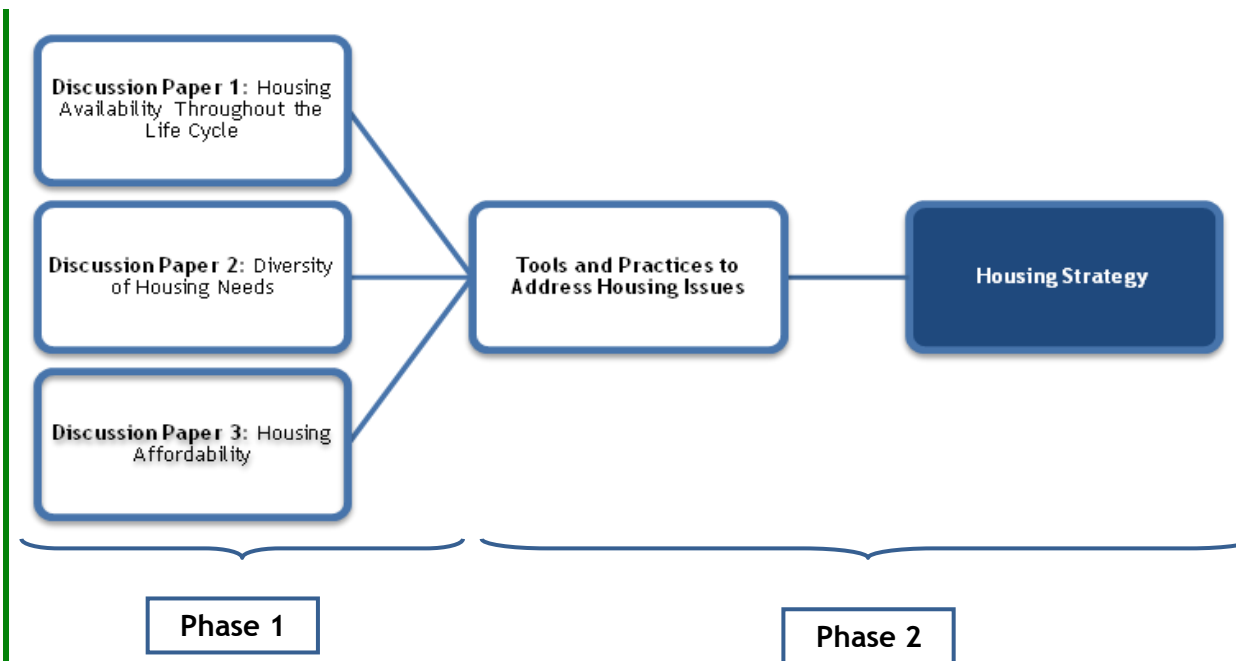 Discussion Paper 1: Housing
Availability Throughout the
Life Cycle
Discussion Paper 2: Diversity
of Housing Needs
Discussion Paper 3: Housing
Affordability
Tools and Practices to
Address Housing Issues
Housing Strategy
Phase 1
Phase 2